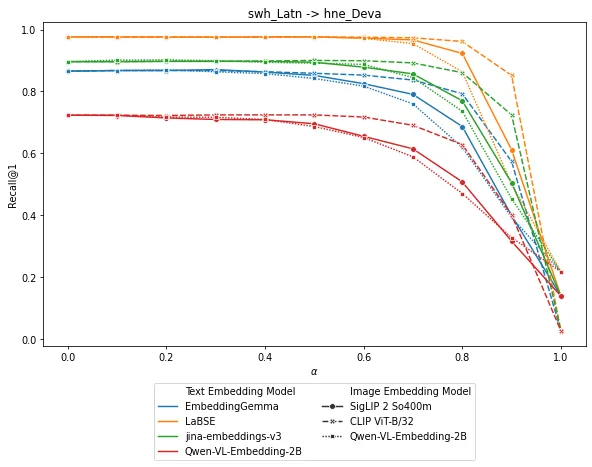 swh_Latn -> hne_Deva
Recall@1
1.0
0.8
0.6
0.4
0.2
0.0
0.0 0.2 0.4 0.6 0.8 1.0
α
Text Embedding Model
EmbeddingGemma
LaBSE
jina-embeddings-v3
Qwen-VL-Embedding-2B
Image Embedding Model
SigLIP 2 So400m
CLIP ViT-B/32
Qwen-VL-Embedding-2B